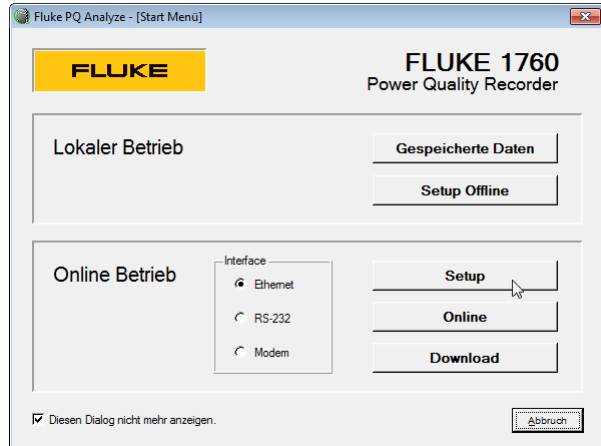 Fluke PQ Analyze - [Start Menü]
FLUKE
FLUKE 1760
Power Quality Recorder
Lokaler Betrieb
Gespeicherte Daten
Setup Offline
Online Betrieb
Interface
Ethernet
RS-232
Modem
Setup
Online
Download
Diesen Dialog nicht mehr anzeigen.
Abbruch